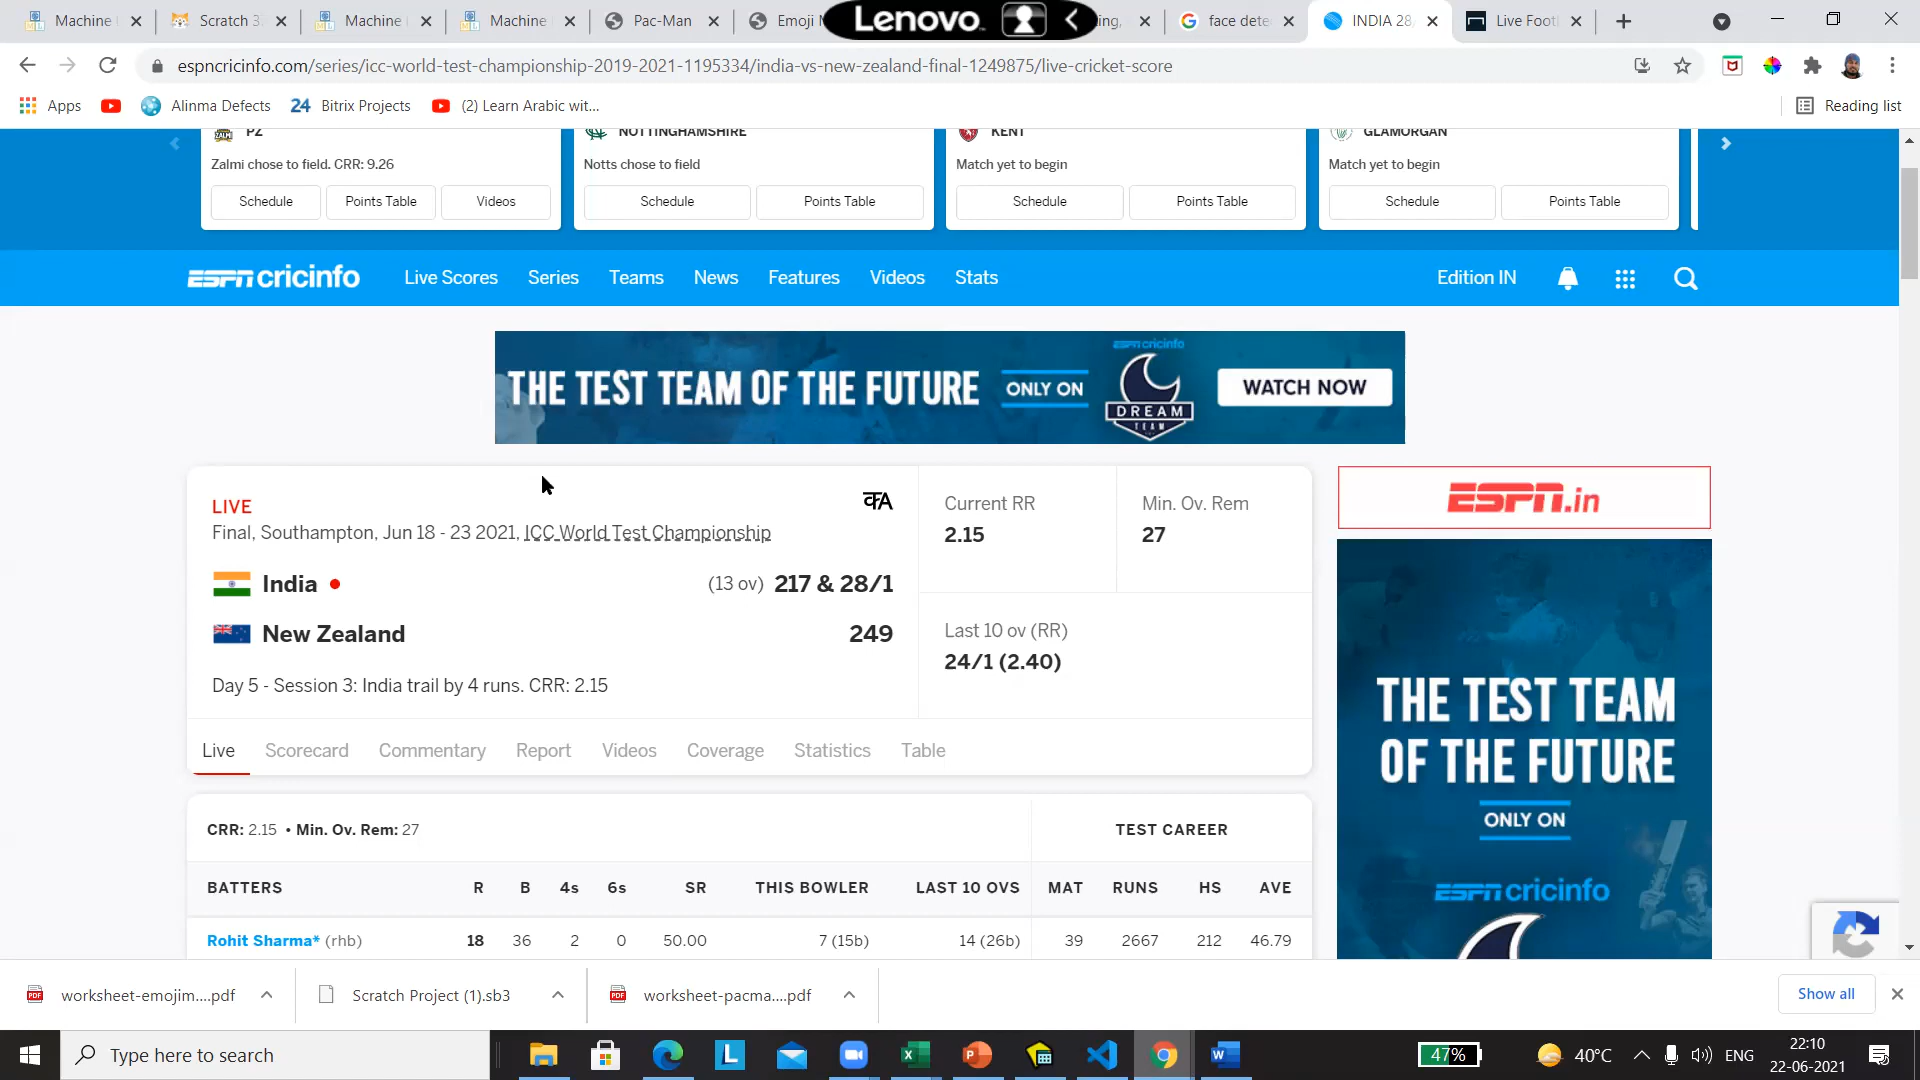 Machine
Scratch 3.
Machine
Machine
Pac-Man
Emoji
Lenovo
ing,
face dete
INDIA 28
Live Foot
espncricinfo.com/series/icc-world-test-championship-2019-2021-1195334/india-vs-new-zealand-final-1249875/live-cricket-score
Apps
Alinma Defects
24 Bitrix Projects
(2) Learn Arabic wit...
Reading list
ZALMI PZ
NOTTINGHAMSHIRE
KENT
GLAMORGAN
Zalmi chose to field. CRR: 9.26
Notts chose to field
Match yet to begin
Match yet to begin
Schedule Points Table Videos
Schedule Points Table
Schedule Points Table
Schedule Points Table
ESPN cricinfo
Live Scores Series Teams News Features Videos Stats
Edition IN
THE TEST TEAM OF THE FUTURE ONLY ON
ESPN cricinfo
DREAM
TEAM
WATCH NOW
LIVE
Final, Southampton, Jun 18 - 23 2021, ICC World Test Championship
India (13 ov) 217 & 28/1
New Zealand 249
Day 5 - Session 3: India trail by 4 runs. CRR: 2.15
Current RR
2.15
Min. Ov. Rem
27
Last 10 ov (RR)
24/1 (2.40)
ESPN.in
THE TEST TEAM
OF THE FUTURE
ONLY ON
ESPN cricinfo
Live Scorecard Commentary Report Videos Coverage Statistics Table
CRR: 2.15 • Min. Ov. Rem: 27
TEST CAREER
BATTERS R B 4s 6s SR THIS BOWLER LAST 10 OVS MAT RUNS HS AVE
Rohit Sharma* (rhb) 18 36 2 0 50.00 7 (15b) 14 (26b) 39 2667 212 46.79
worksheet-emojim....pdf
Scratch Project (1).sb3
worksheet-pacma....pdf
Show all
Type here to search
47%
40°C
ENG
22:10
22-06-2021